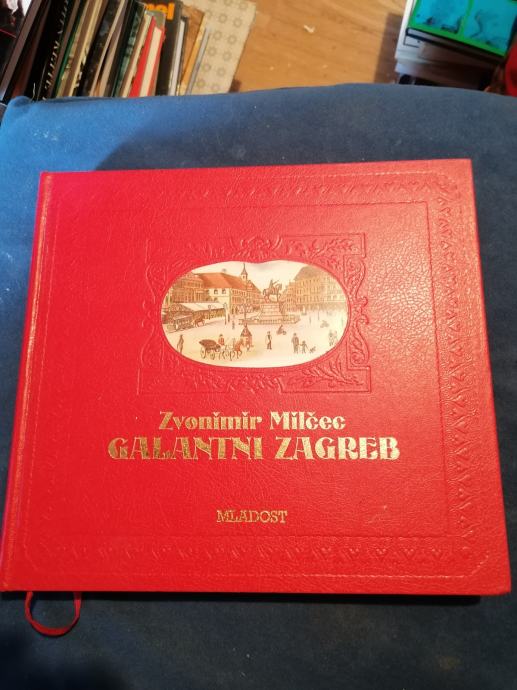 Zvonimir Milčec
GALANTNI ZAGREB
MLADOST